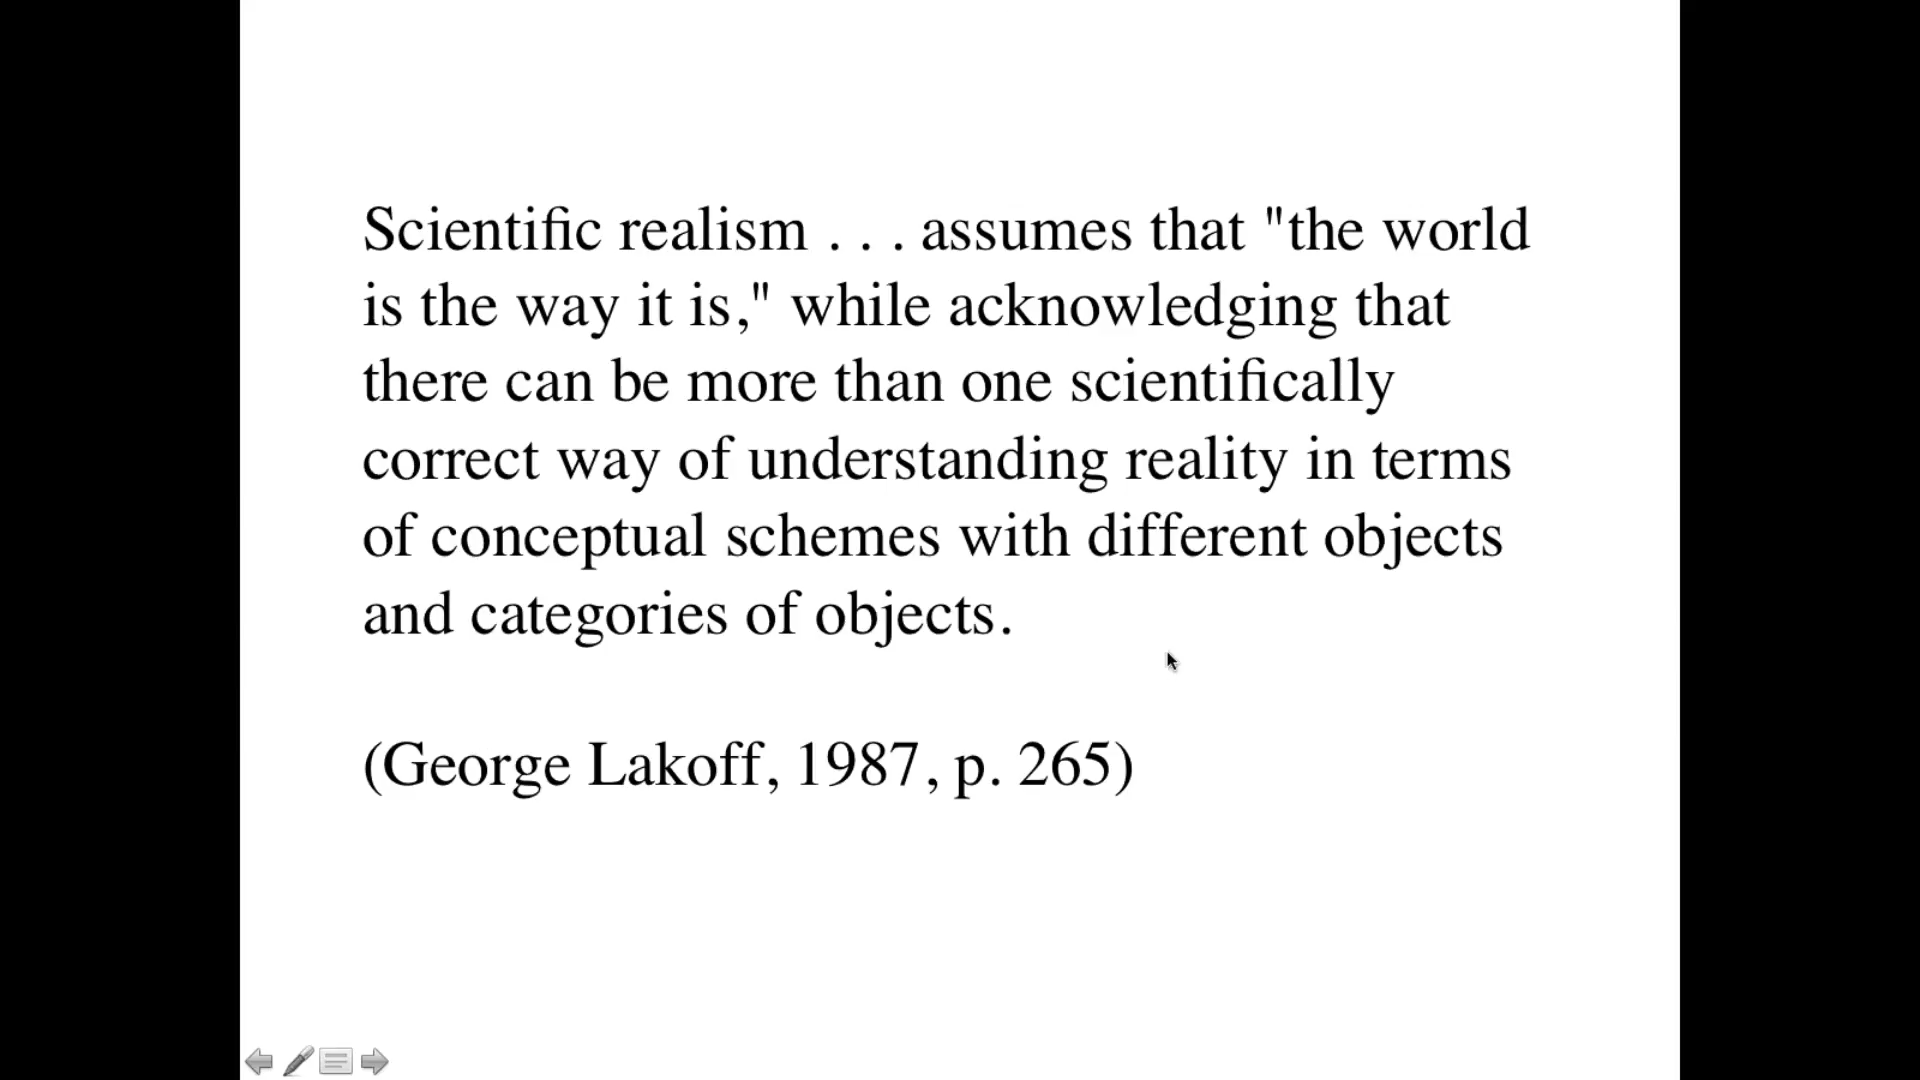 Scientific realism . . . assumes that "the world
is the way it is," while acknowledging that
there can be more than one scientifically
correct way of understanding reality in terms
of conceptual schemes with different objects
and categories of objects.
(George Lakoff, 1987, p. 265)